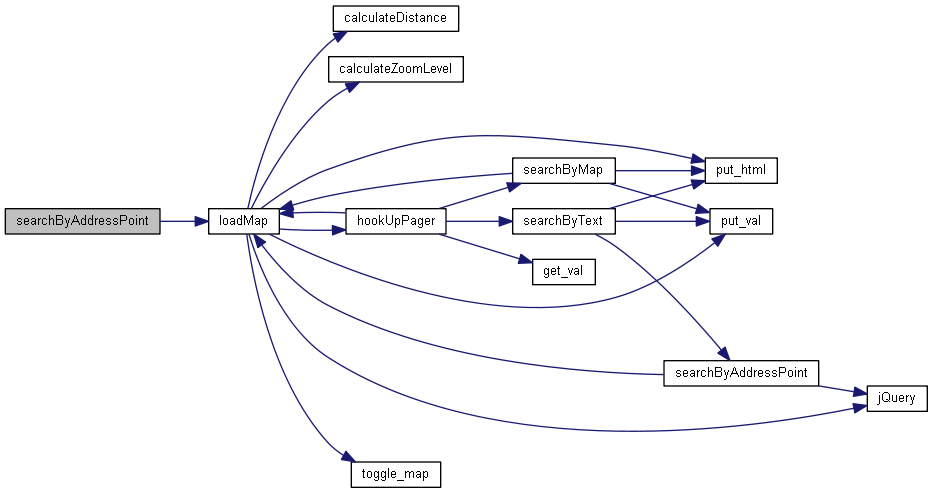 calculateDistance
calculateZoomLevel
searchByMap
put_html
searchByAddressPoint
loadMap
hookUpPager
searchByText
put_val
get_val
searchByAddressPoint
jQuery
toggle_map